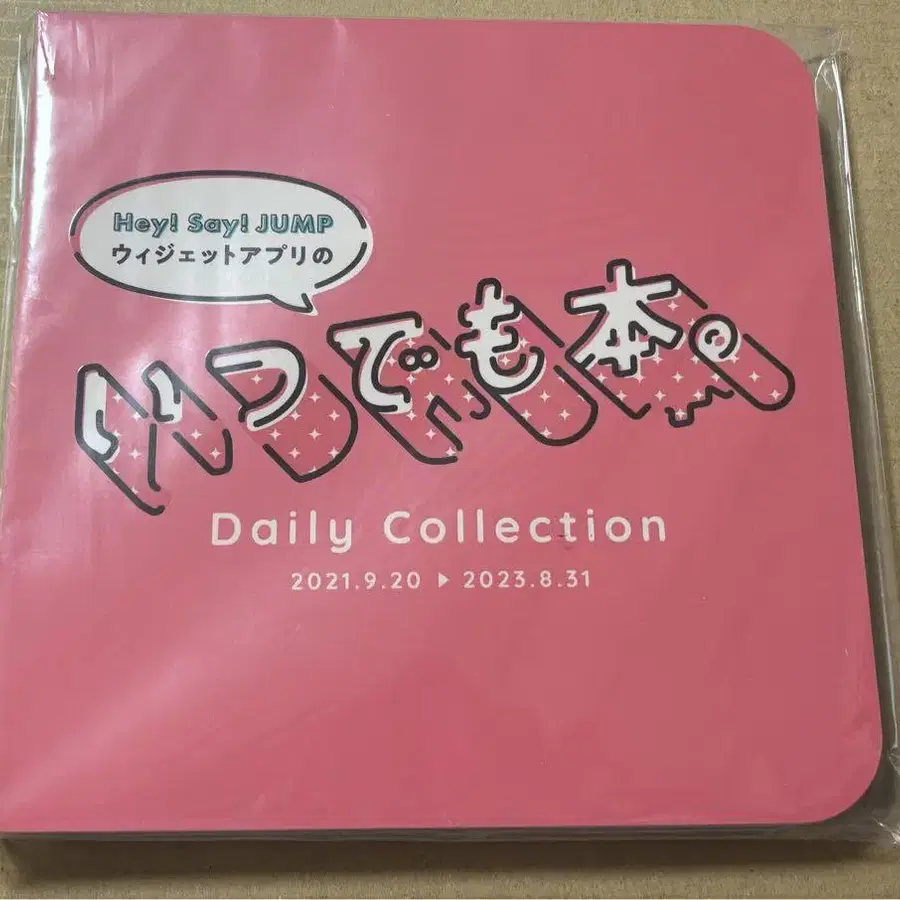 Hey! Say! JUMP
ウィジェットアプリの
いつでも本。
Daily Collection
2021.9.20 ▶ 2023.8.31